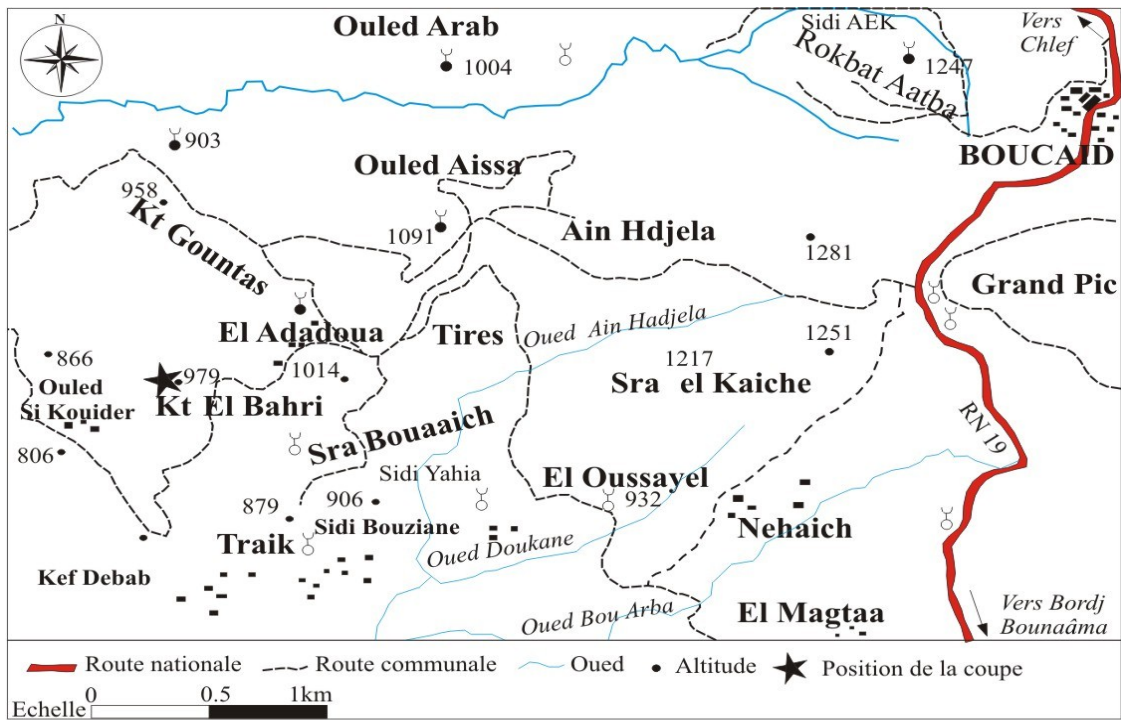 N
Ouled Arab
1004
Sidi AEK
Rokbat Aatba
1247
Vers
Chlef
BOUCAID
903
Ouled Aissa
958
Kt Gountas
1091
Ain Hdjela
1281
Grand Pic
El Adadoua
Tires
Oued Ain Hadjela
1251
866
979
1014
1217
Ouled
Si Kouider
Kt El Bahri
Sra el Kaiche
RN 19
806
Sra Bouaaich
Sidi Yahia
El Oussayel
879
906
932
Traik
Sidi Bouziane
Nehaich
Oued Doukane
Kef Debab
Oued Bou Arba
El Magtaa
Vers Bordj
Bounaâma
Route nationale
Route communale
Oued
Altitude
Position de la coupe
0 0.5 1km
Echelle